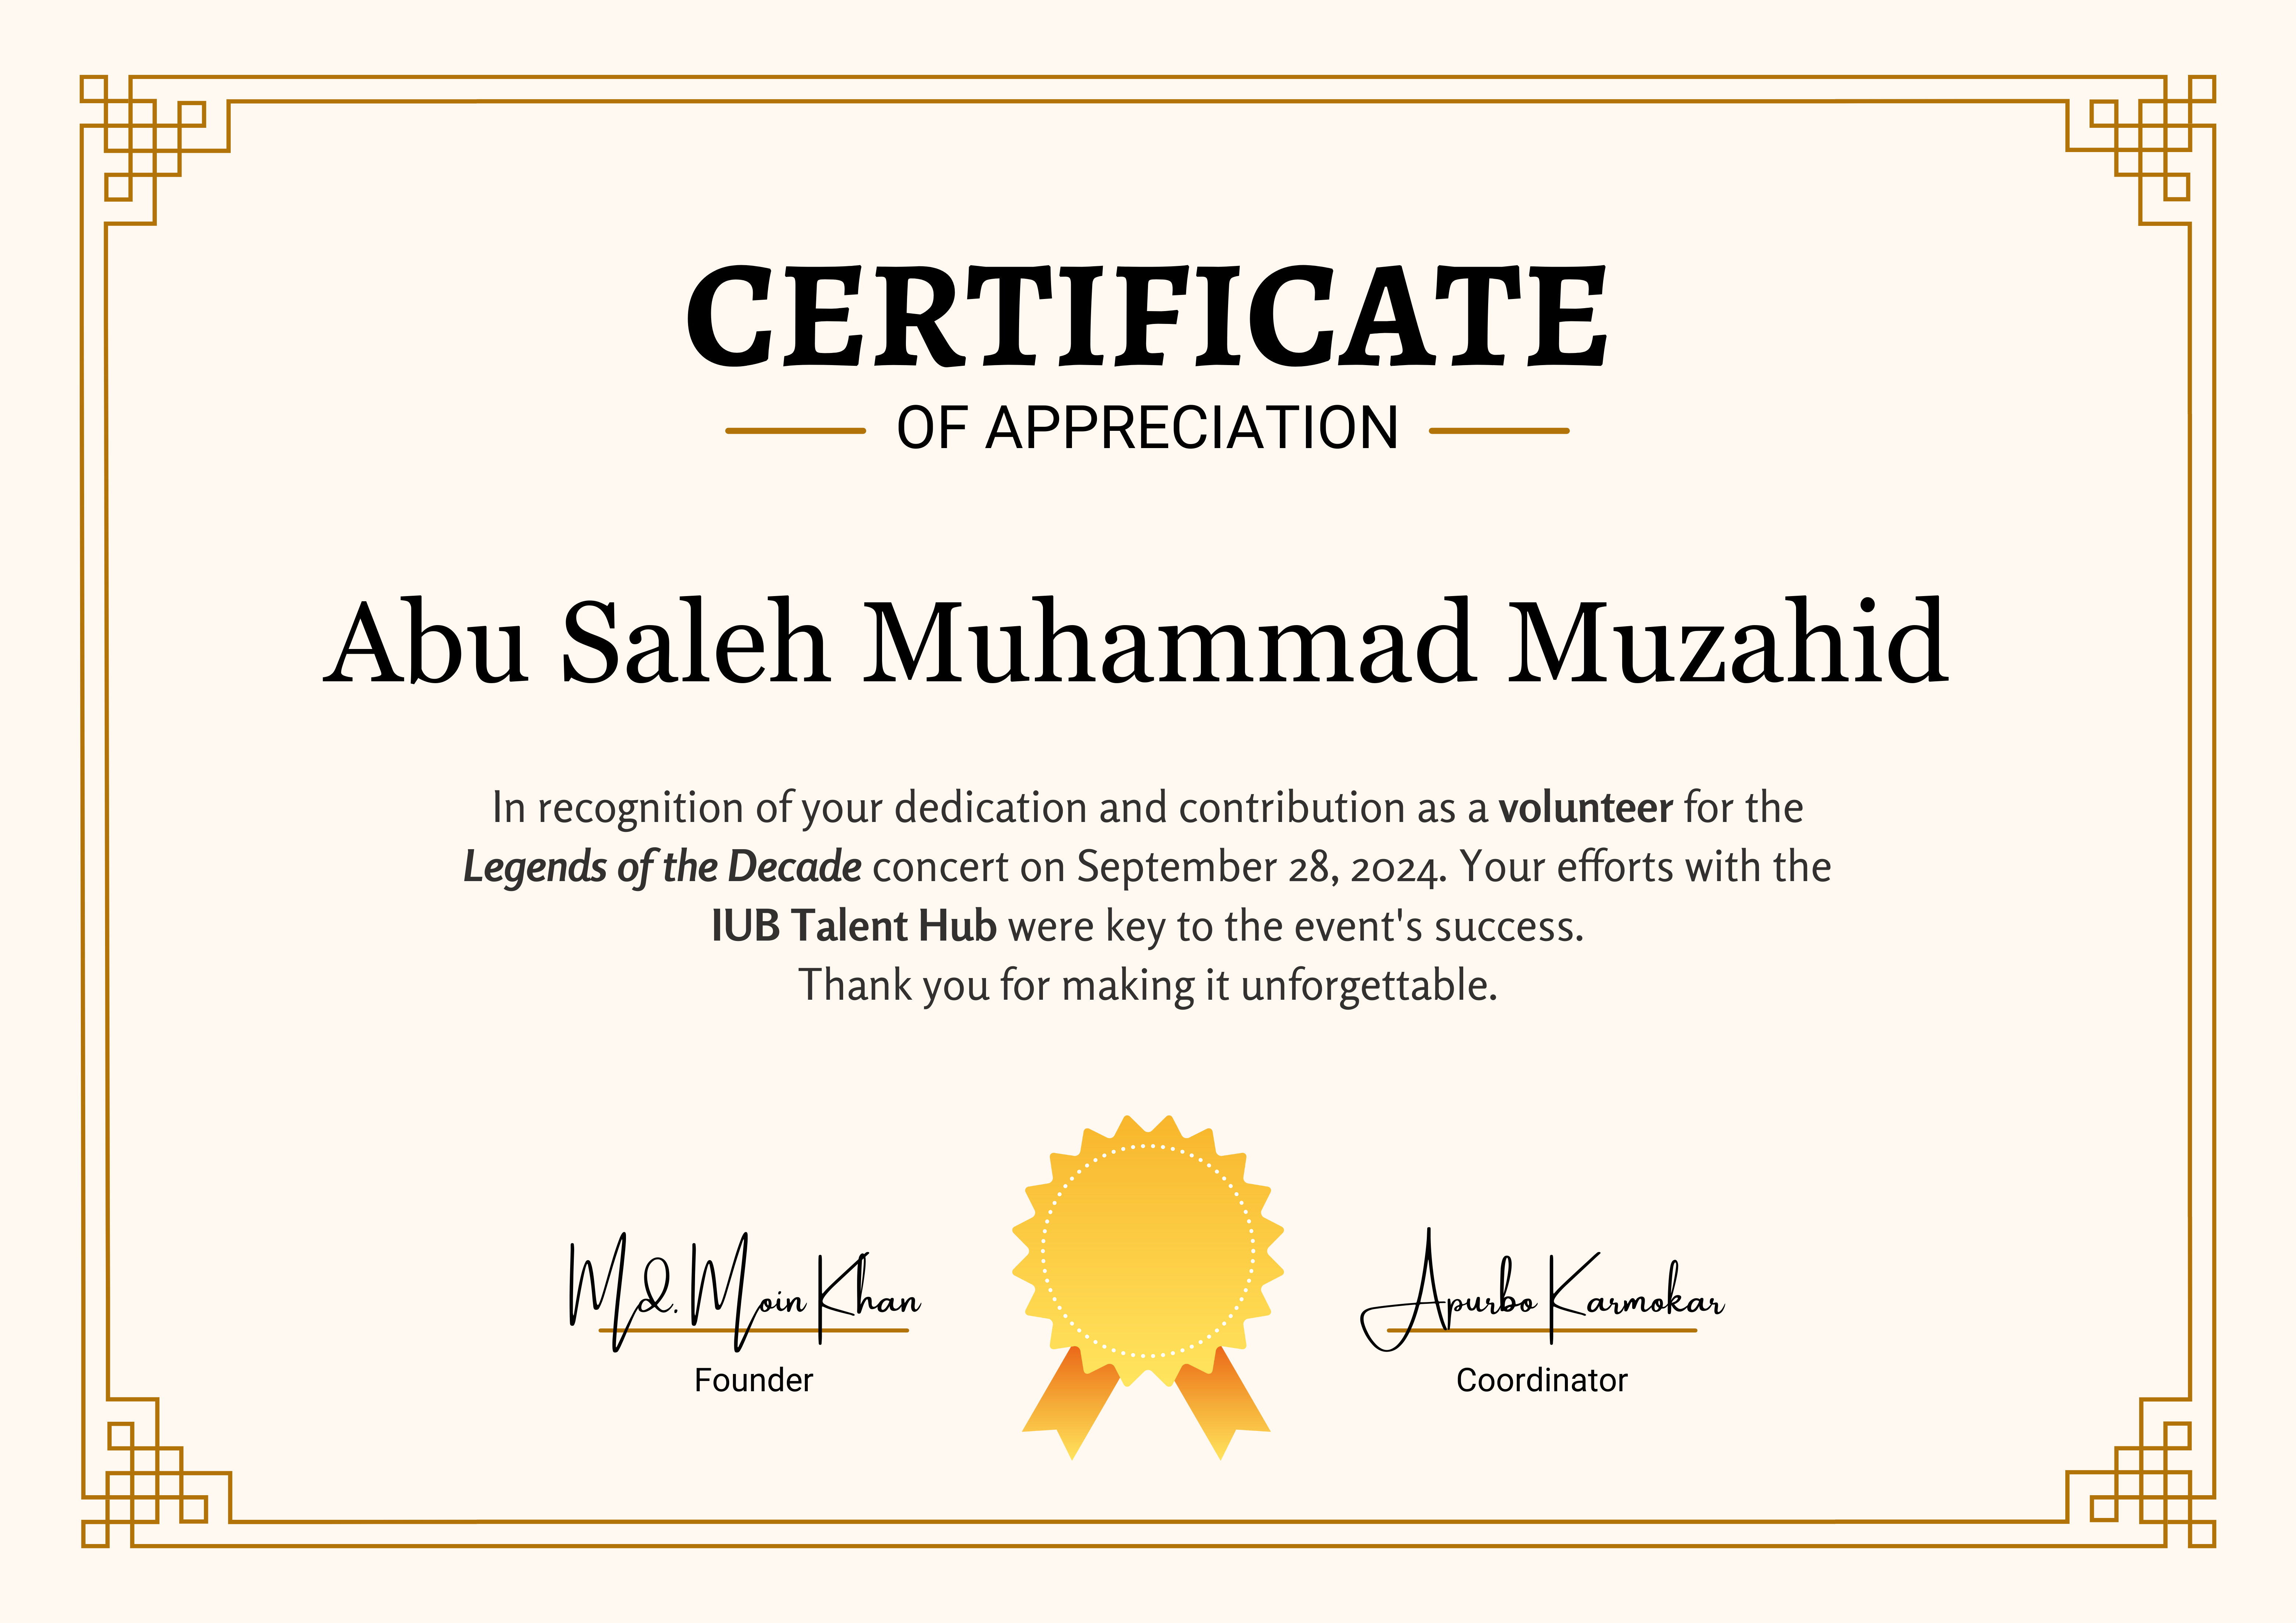 CERTIFICATE
OF APPRECIATION
Abu Saleh Muhammad Muzahid
In recognition of your dedication and contribution as a volunteer for the
Legends of the Decade concert on September 28, 2024. Your efforts with the
IUB Talent Hub were key to the event's success.
Thank you for making it unforgettable.
Md. Moin Khan
Founder
Apurbo Karmokar
Coordinator